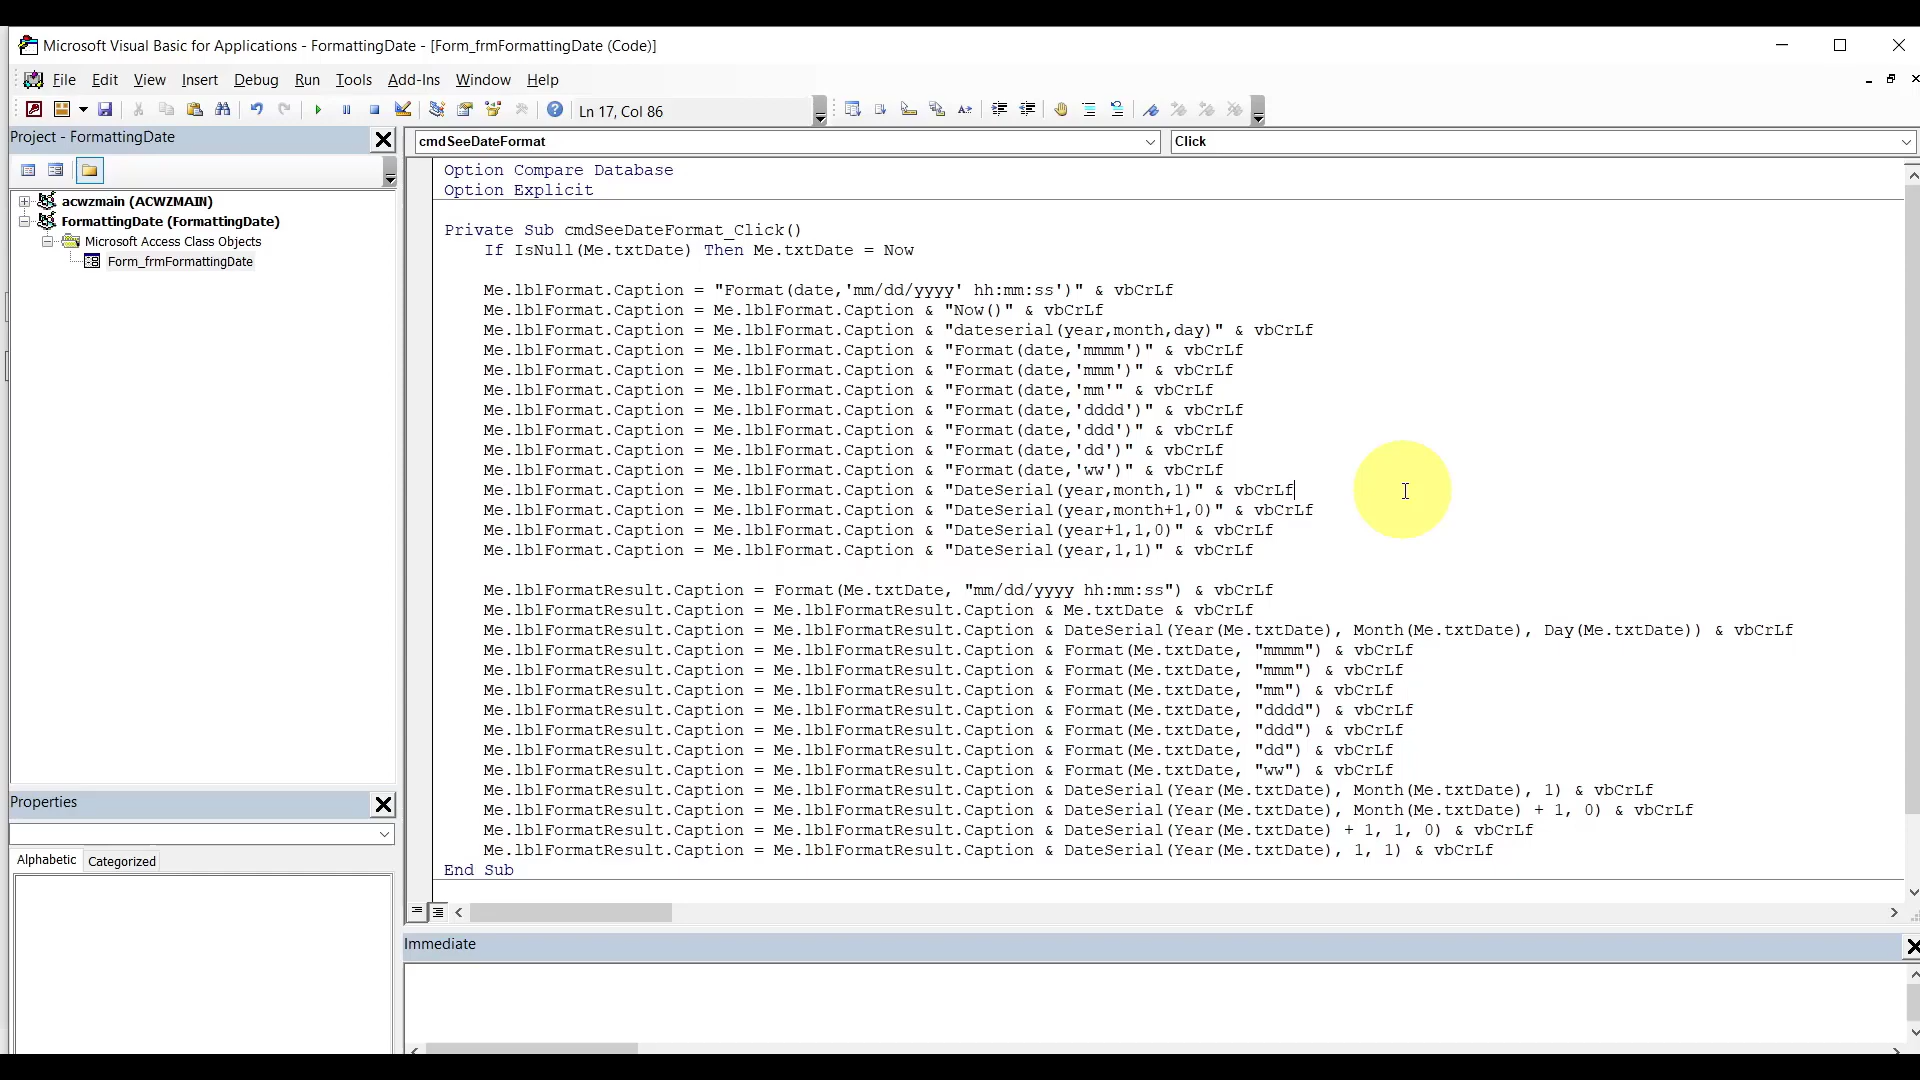 Microsoft Visual Basic for Applications - FormattingDate - [Form_frmFormattingDate (Code)]
File Edit View Insert Debug Run Tools Add-Ins Window Help
Ln 17, Col 86
Project - FormattingDate
acwzmain (ACWZMAIN)
FormattingDate (FormattingDate)
Microsoft Access Class Objects
Form_frmFormattingDate
Properties
Alphabetic Categorized
cmdSeeDateFormat Click
Option Compare Database
Option Explicit
Private Sub cmdSeeDateFormat_Click()
If IsNull(Me.txtDate) Then Me.txtDate = Now
Me.lblFormat.Caption = "Format(date,'mm/dd/yyyy' hh:mm:ss')" & vbCrLf
Me.lblFormat.Caption = Me.lblFormat.Caption & "Now()" & vbCrLf
Me.lblFormat.Caption = Me.lblFormat.Caption & "dateserial(year,month,day)" & vbCrLf
Me.lblFormat.Caption = Me.lblFormat.Caption & "Format(date,'mmmm')" & vbCrLf
Me.lblFormat.Caption = Me.lblFormat.Caption & "Format(date,'mmm')" & vbCrLf
Me.lblFormat.Caption = Me.lblFormat.Caption & "Format(date,'mm'" & vbCrLf
Me.lblFormat.Caption = Me.lblFormat.Caption & "Format(date,'dddd')" & vbCrLf
Me.lblFormat.Caption = Me.lblFormat.Caption & "Format(date,'ddd')" & vbCrLf
Me.lblFormat.Caption = Me.lblFormat.Caption & "Format(date,'dd')" & vbCrLf
Me.lblFormat.Caption = Me.lblFormat.Caption & "Format(date,'ww')" & vbCrLf
Me.lblFormat.Caption = Me.lblFormat.Caption & "DateSerial(year,month,1)" & vbCrLf
Me.lblFormat.Caption = Me.lblFormat.Caption & "DateSerial(year,month+1,0)" & vbCrLf
Me.lblFormat.Caption = Me.lblFormat.Caption & "DateSerial(year+1,1,0)" & vbCrLf
Me.lblFormat.Caption = Me.lblFormat.Caption & "DateSerial(year,1,1)" & vbCrLf
Me.lblFormatResult.Caption = Format(Me.txtDate, "mm/dd/yyyy hh:mm:ss") & vbCrLf
Me.lblFormatResult.Caption = Me.lblFormatResult.Caption & Me.txtDate & vbCrLf
Me.lblFormatResult.Caption = Me.lblFormatResult.Caption & DateSerial(Year(Me.txtDate), Month(Me.txtDate), Day(Me.txtDate)) & vbCrLf
Me.lblFormatResult.Caption = Me.lblFormatResult.Caption & Format(Me.txtDate, "mmmm") & vbCrLf
Me.lblFormatResult.Caption = Me.lblFormatResult.Caption & Format(Me.txtDate, "mmm") & vbCrLf
Me.lblFormatResult.Caption = Me.lblFormatResult.Caption & Format(Me.txtDate, "mm") & vbCrLf
Me.lblFormatResult.Caption = Me.lblFormatResult.Caption & Format(Me.txtDate, "dddd") & vbCrLf
Me.lblFormatResult.Caption = Me.lblFormatResult.Caption & Format(Me.txtDate, "ddd") & vbCrLf
Me.lblFormatResult.Caption = Me.lblFormatResult.Caption & Format(Me.txtDate, "dd") & vbCrLf
Me.lblFormatResult.Caption = Me.lblFormatResult.Caption & Format(Me.txtDate, "ww") & vbCrLf
Me.lblFormatResult.Caption = Me.lblFormatResult.Caption & DateSerial(Year(Me.txtDate), Month(Me.txtDate), 1) & vbCrLf
Me.lblFormatResult.Caption = Me.lblFormatResult.Caption & DateSerial(Year(Me.txtDate), Month(Me.txtDate) + 1, 0) & vbCrLf
Me.lblFormatResult.Caption = Me.lblFormatResult.Caption & DateSerial(Year(Me.txtDate) + 1, 1, 0) & vbCrLf
Me.lblFormatResult.Caption = Me.lblFormatResult.Caption & DateSerial(Year(Me.txtDate), 1, 1) & vbCrLf
End Sub
Immediate